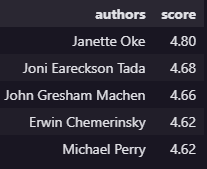 authors score
Janette Oke 4.80
Joni Eareckson Tada 4.68
John Gresham Machen 4.66
Erwin Chemerinsky 4.62
Michael Perry 4.62